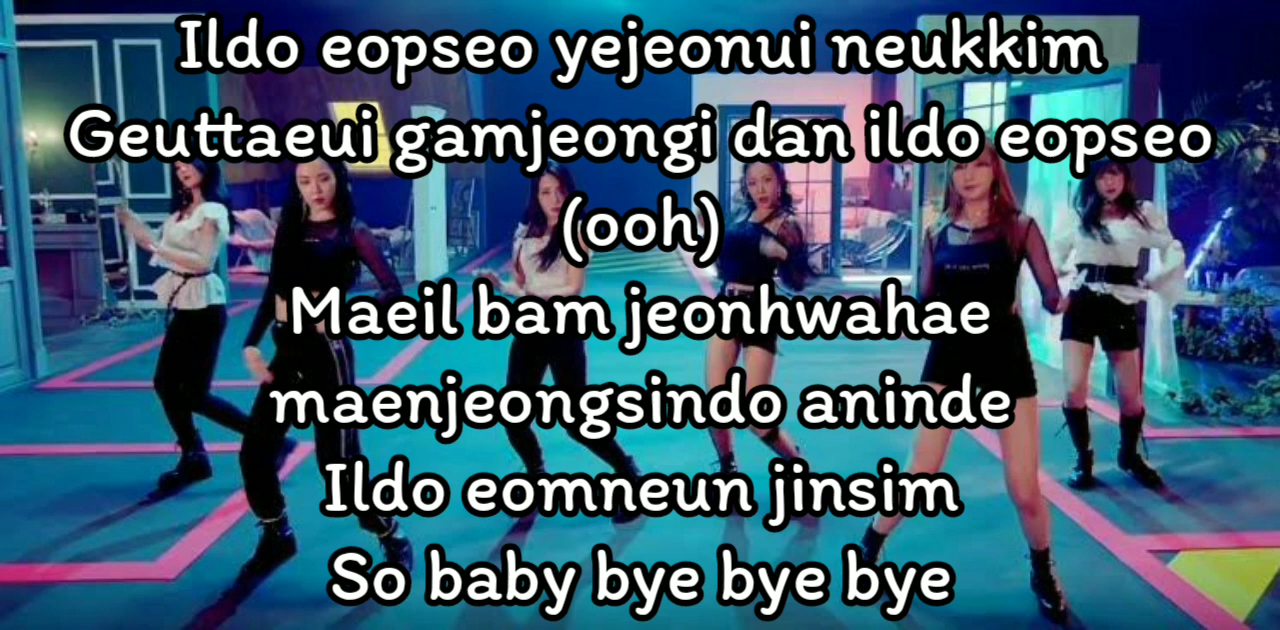 Ildo eopseo yejeonui neukkim
Geuttaeui gamjeongi dan ildo eopseo
(ooh)
Maeil bam jeonhwahae
maenjeongsindo aninde
Ildo eomneun jinsim
So baby bye bye bye